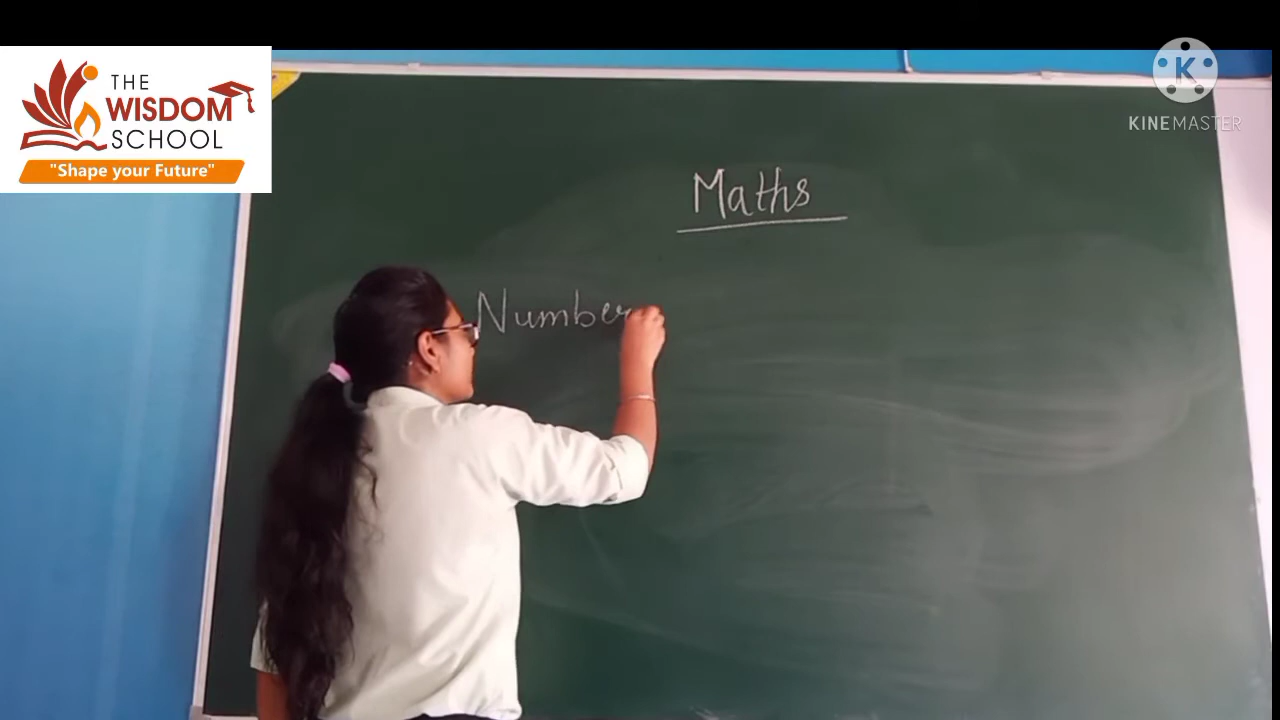 THE
WISDOM
SCHOOL
"Shape your Future"
K
KINEMASTER
Maths
Number